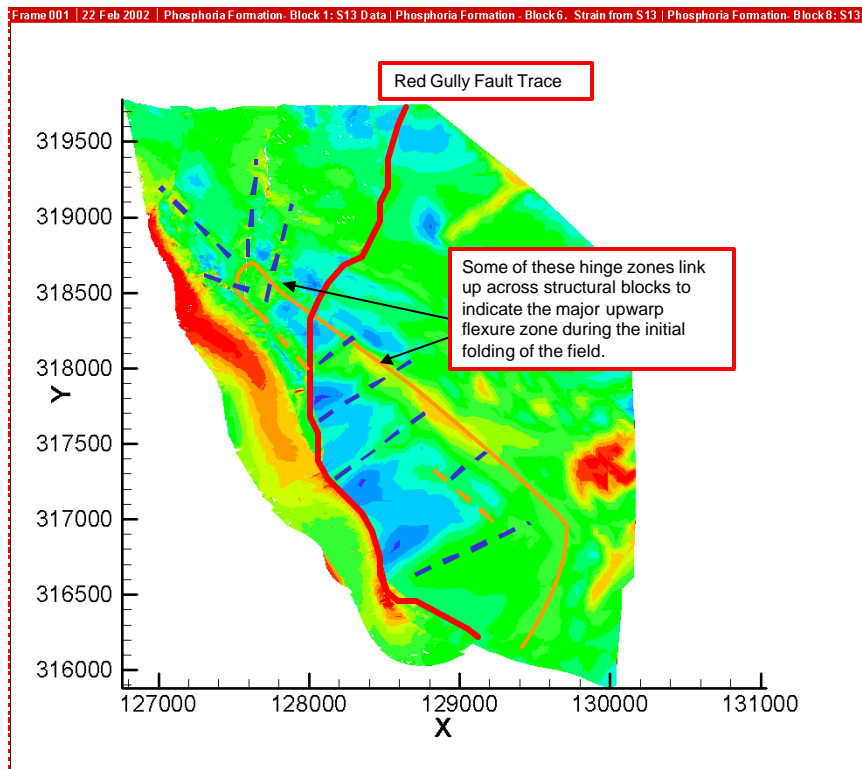 Frame 001 | 22 Feb 2002 | Phosphoria Formation- Block 1: S13 Data | Phosphoria Formation - Block 6. Strain from S13 | Phosphoria Formation- Block 8: S13
Red Gully Fault Trace
319500
319000
Some of these hinge zones link
up across structural blocks to
indicate the major upwarp
flexure zone during the initial
folding of the field.
318500
318000
Y
317500
317000
316500
316000
127000 128000 129000 130000 131000
X